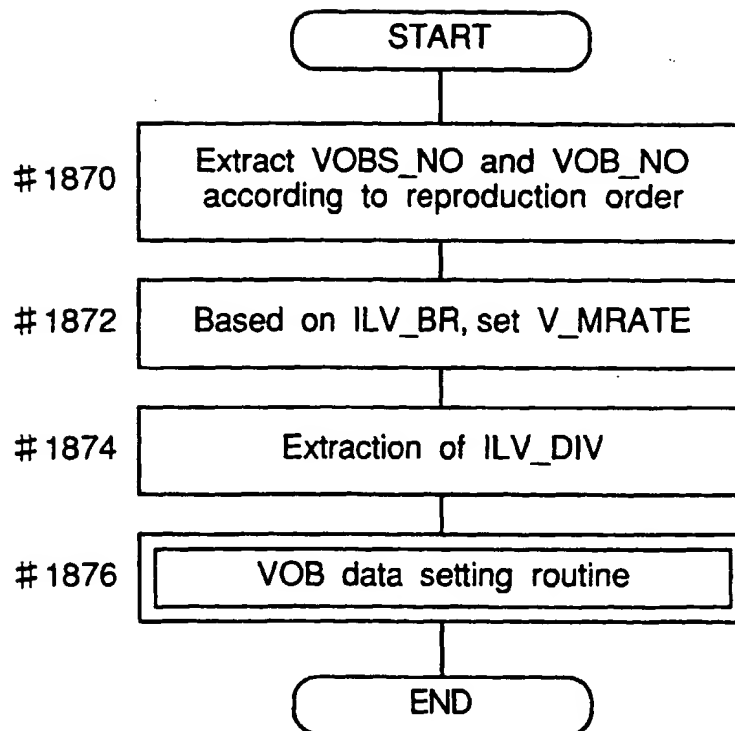 START
#1870
Extract VOBS_NO and VOB_NO
according to reproduction order
#1872
Based on ILV_BR, set V_MRATE
#1874
Extraction of ILV_DIV
#1876
VOB data setting routine
END